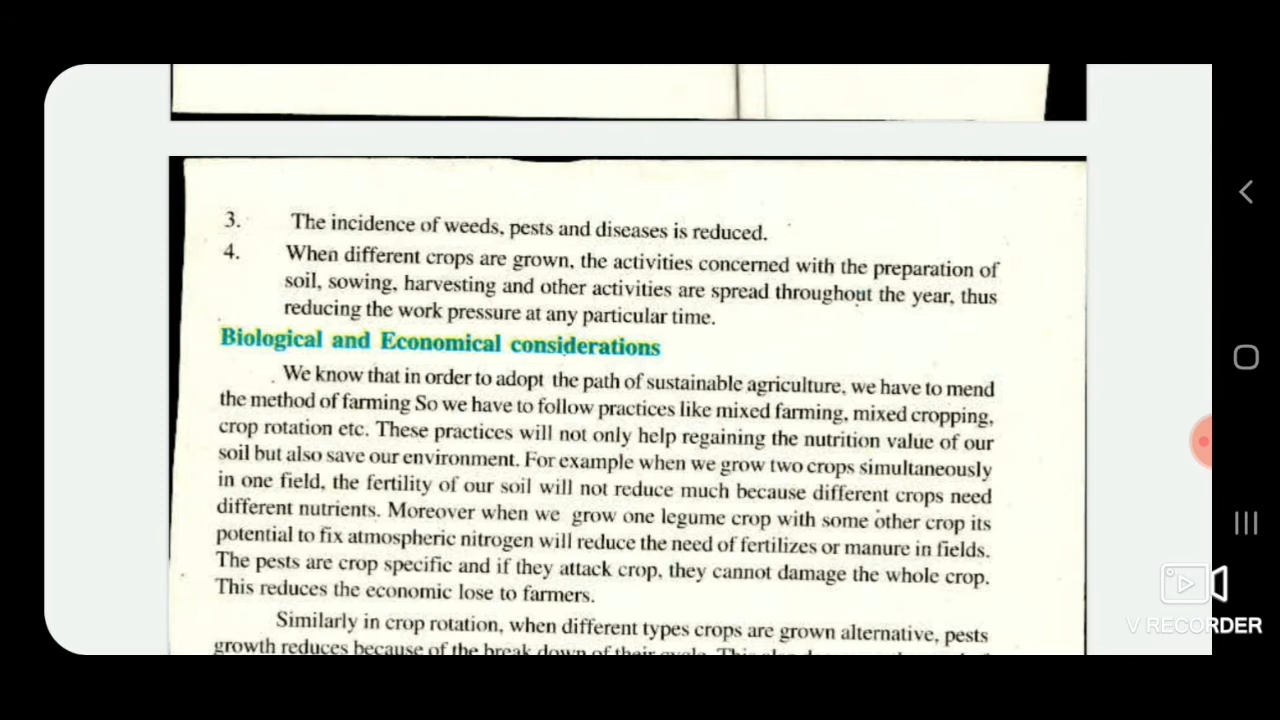 3. The incidence of weeds, pests and diseases is reduced.
4. When different crops are grown, the activities concerned with the preparation of
soil, sowing, harvesting and other activities are spread throughout the year, thus
reducing the work pressure at any particular time.
Biological and Economical considerations
We know that in order to adopt the path of sustainable agriculture, we have to mend
the method of farming So we have to follow practices like mixed farming, mixed cropping,
crop rotation etc. These practices will not only help regaining the nutrition value of our
soil but also save our environment. For example when we grow two crops simultaneously
in one field, the fertility of our soil will not reduce much because different crops need
different nutrients. Moreover when we grow one legume crop with some other crop its
potential to fix atmospheric nitrogen will reduce the need of fertilizes or manure in fields.
The pests are crop specific and if they attack crop, they cannot damage the whole crop.
This reduces the economic lose to farmers.
Similarly in crop rotation, when different types crops are grown alternative, pests
growth reduces because of the break down of their cycle. This also
V RECORDER